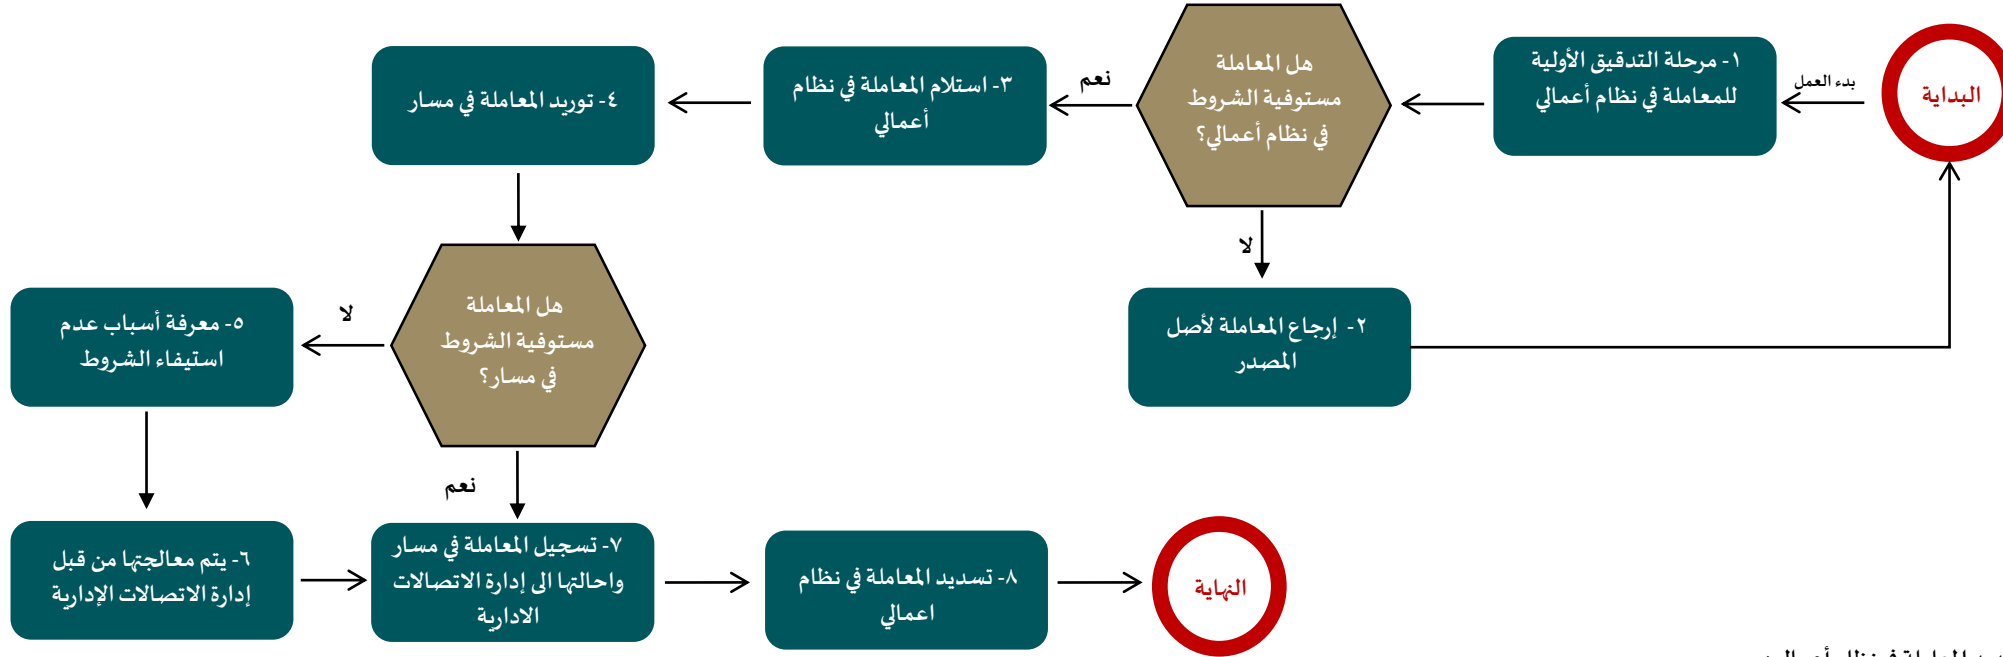 البداية
بدء العمل
١- مرحلة التدقيق الأولية
للمعاملة في نظام أعمالي
هل المعاملة
مستوفية الشروط
في نظام أعمالي؟
نعم
٣- استلام المعاملة في نظام
أعمالي
٤- توريد المعاملة في مسار
لا
٢- إرجاع المعاملة لأصل
المصدر
هل المعاملة
مستوفية الشروط
في مسار؟
لا
٥- معرفة أسباب عدم
استيفاء الشروط
نعم
٦- يتم معالجتها من قبل
إدارة الاتصالات الإدارية
٧- تسجيل المعاملة في مسار
واحالتها الى إدارة الاتصالات
الادارية
٨- تسديد المعاملة في نظام
اعمالي
النهاية